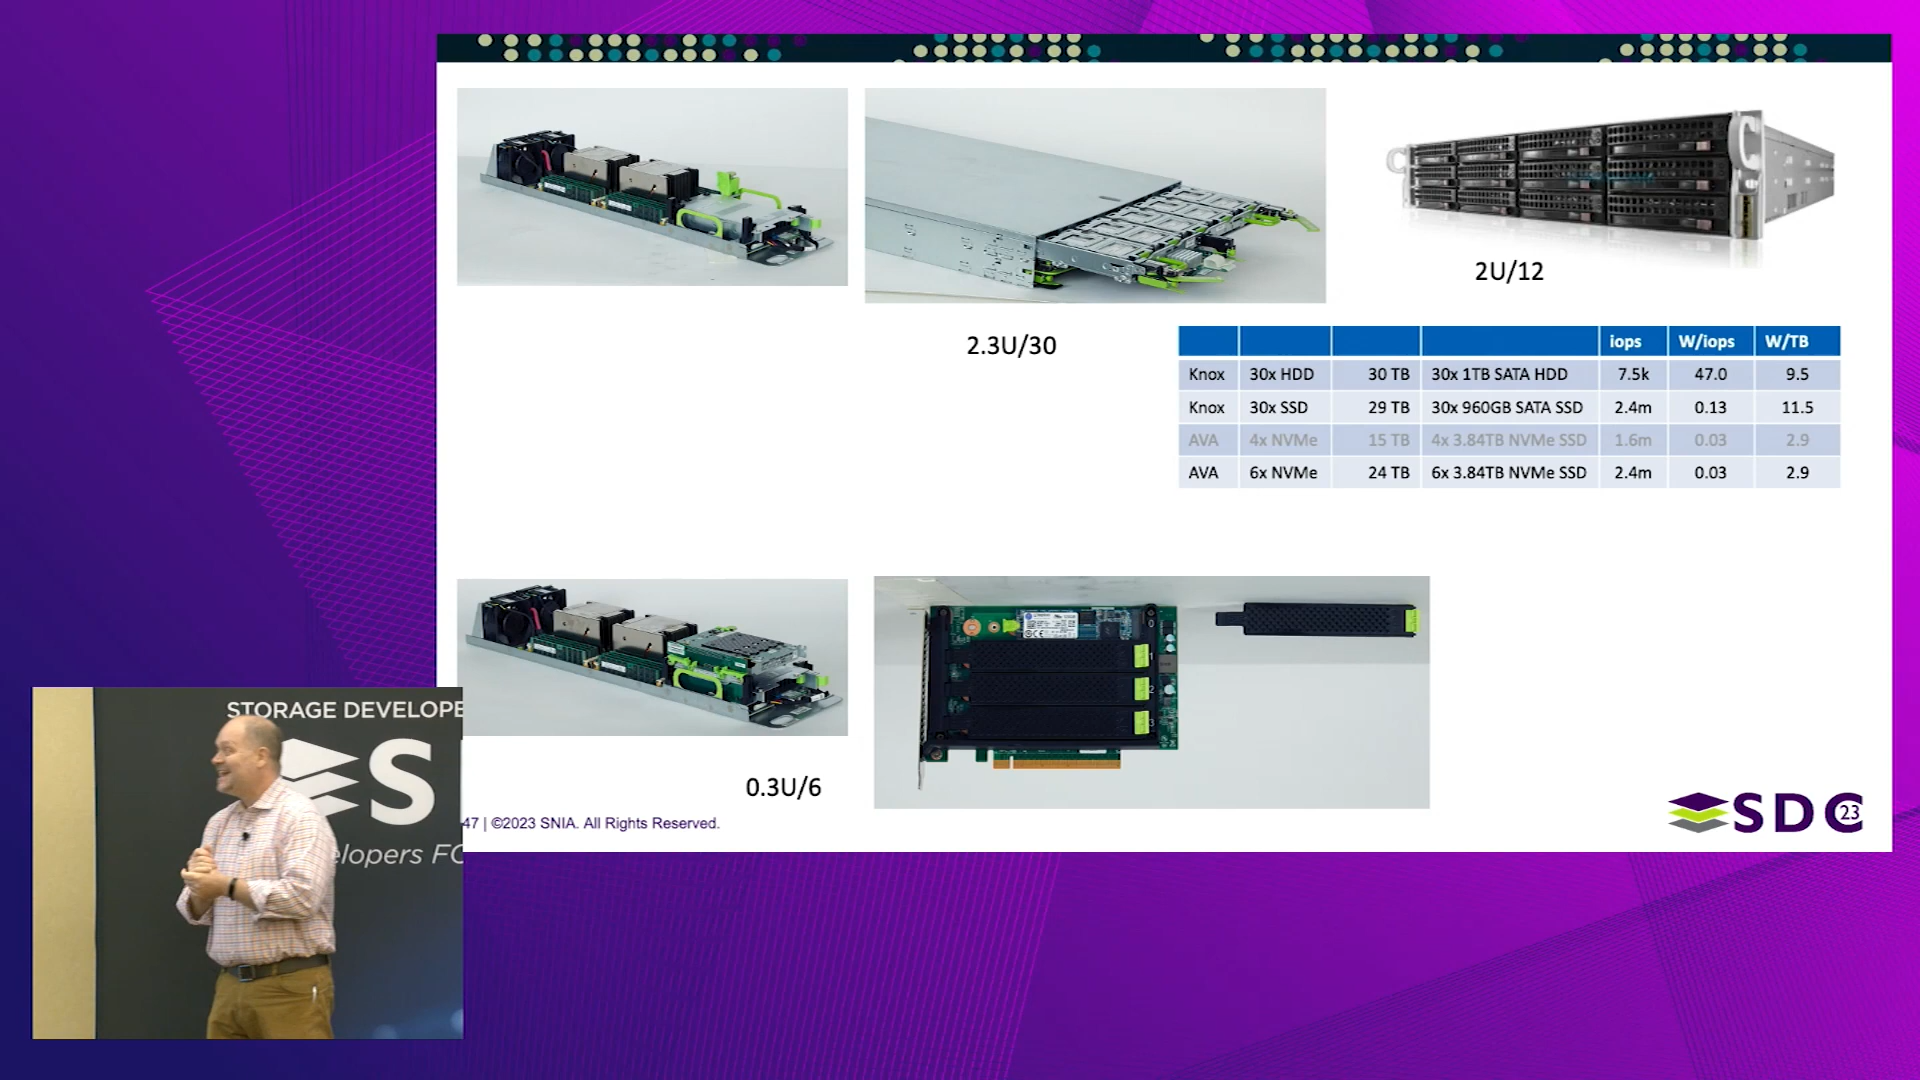 2U/12
2.3U/30
iops W/iops W/TB
Knox 30x HDD 30 TB 30x 1TB SATA HDD 7.5k 47.0 9.5
Knox 30x SSD 29 TB 30x 960GB SATA SSD 2.4m 0.13 11.5
AVA 4x NVMe 15 TB 4x 3.84TB NVMe SSD 1.6m 0.03 2.9
AVA 6x NVMe 24 TB 6x 3.84TB NVMe SSD 2.4m 0.03 2.9
0.3U/6
47 | ©2023 SNIA. All Rights Reserved.
SDC 23
STORAGE DEVELOPE
S
elopers FO